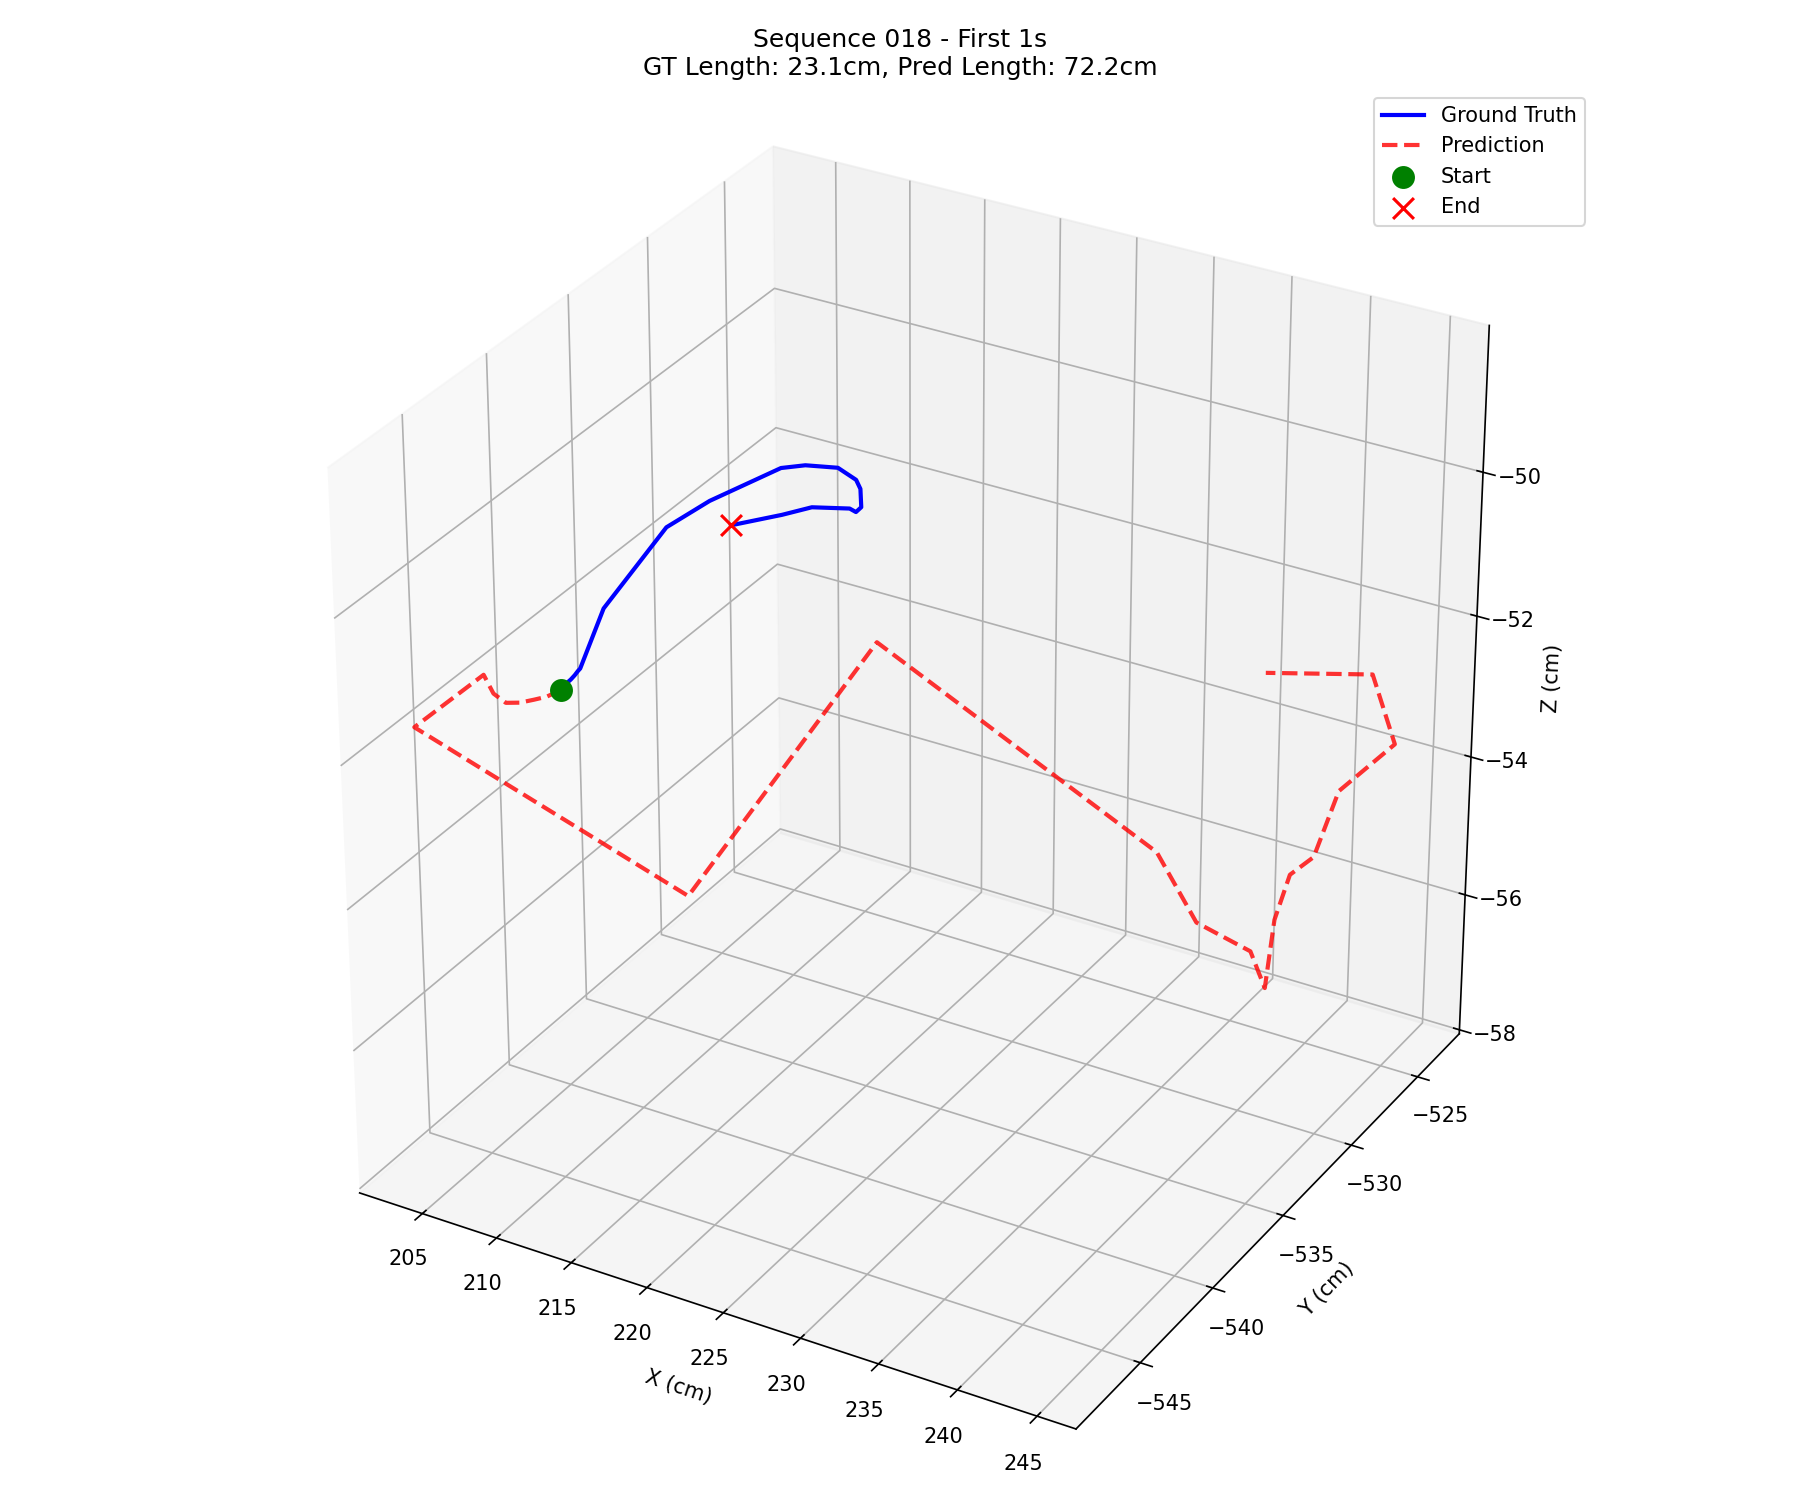 Sequence 018 - First 1s
GT Length: 23.1cm, Pred Length: 72.2cm
Ground Truth
Prediction
Start
End
−50
−52
−54
−56
−58
Z (cm)
−525
−530
−535
−540
−545
Y (cm)
205
210
215
220
225
230
235
240
245
X (cm)